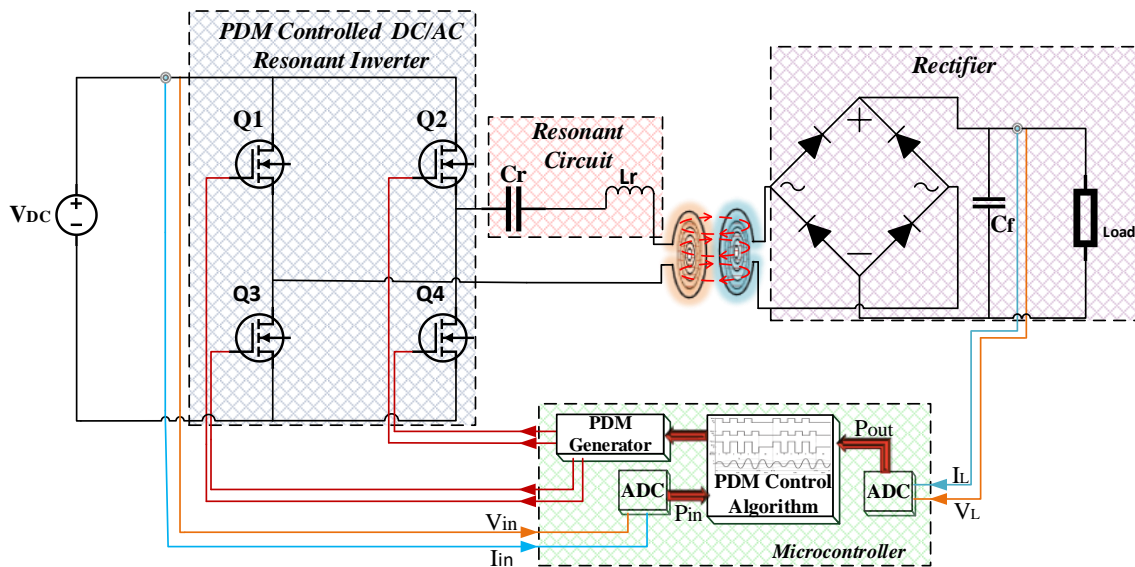 PDM Controlled DC/AC
Resonant Inverter
Rectifier
Q1
Q2
Resonant
Circuit
Cr
Lr
+
~
~
−
VDC
+
−
Cf
Load
Q3
Q4
PDM
Generator
Pout
IL
ADC
PDM Control
Algorithm
ADC
Pin
VL
Vin
Iin
Microcontroller